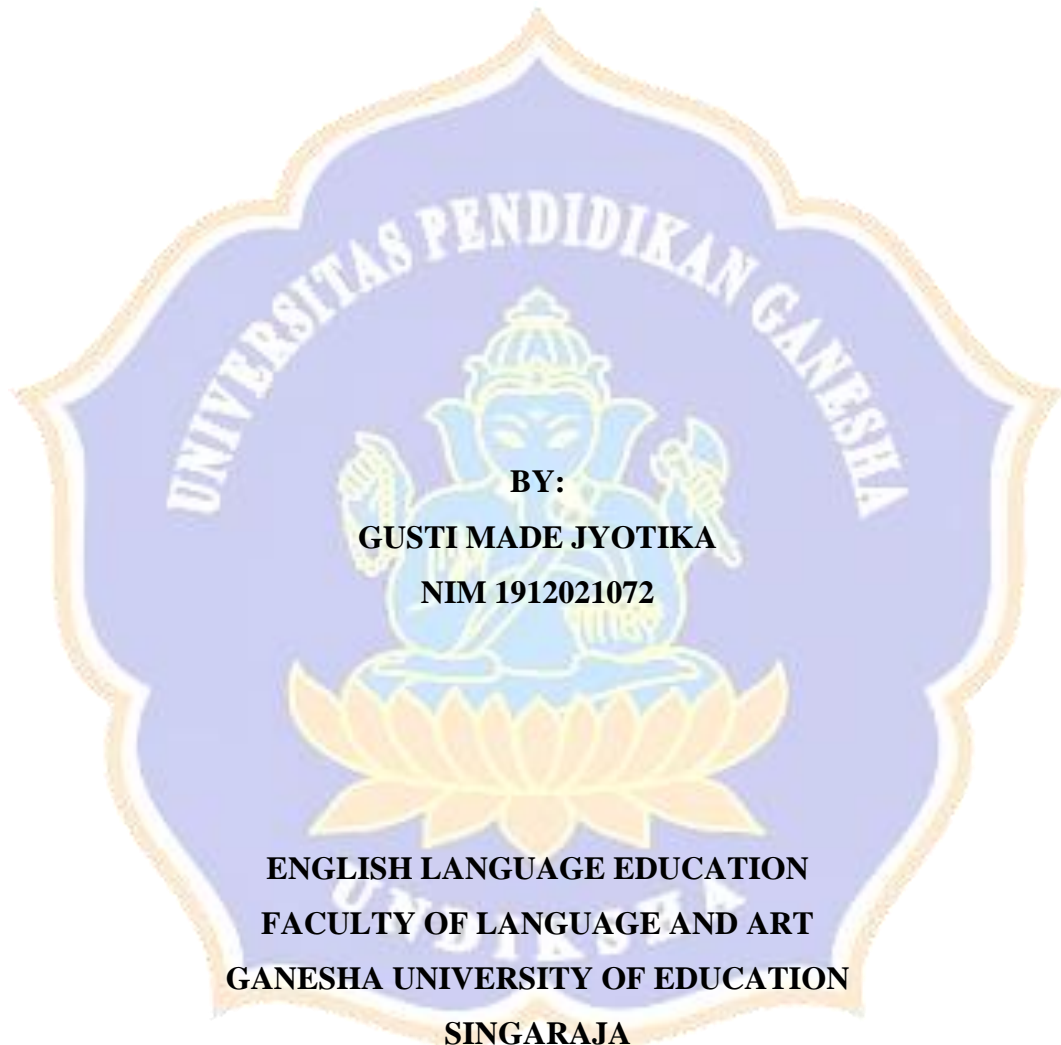 UNIVERSITAS PENDIDIKAN GANESHA
BY:
GUSTI MADE JYOTIKA
NIM 1912021072
ENGLISH LANGUAGE EDUCATION
UNDIKSHA
FACULTY OF LANGUAGE AND ART
GANESHA UNIVERSITY OF EDUCATION
SINGARAJA